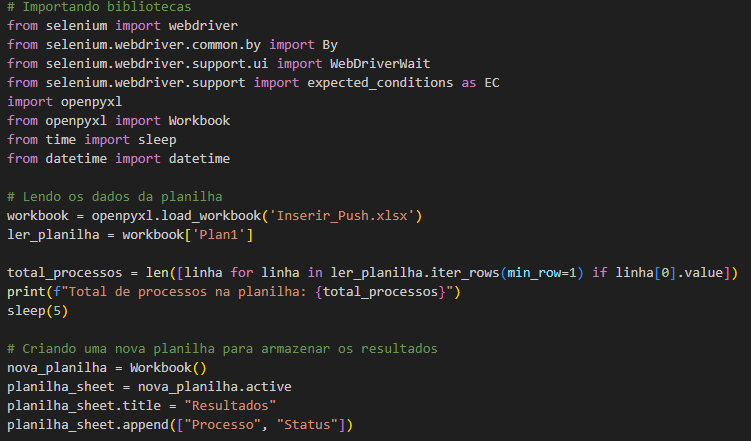 # Importando bibliotecas
from selenium import webdriver
from selenium.webdriver.common.by import By
from selenium.webdriver.support.ui import WebDriverWait
from selenium.webdriver.support import expected_conditions as EC
import openpyxl
from openpyxl import Workbook
from time import sleep
from datetime import datetime

# Lendo os dados da planilha
workbook = openpyxl.load_workbook('Inserir_Push.xlsx')
ler_planilha = workbook['Plan1']

total_processos = len([linha for linha in ler_planilha.iter_rows(min_row=1) if linha[0].value])
print(f"Total de processos na planilha: {total_processos}")
sleep(5)

# Criando uma nova planilha para armazenar os resultados
nova_planilha = Workbook()
planilha_sheet = nova_planilha.active
planilha_sheet.title = "Resultados"
planilha_sheet.append(["Processo", "Status"])